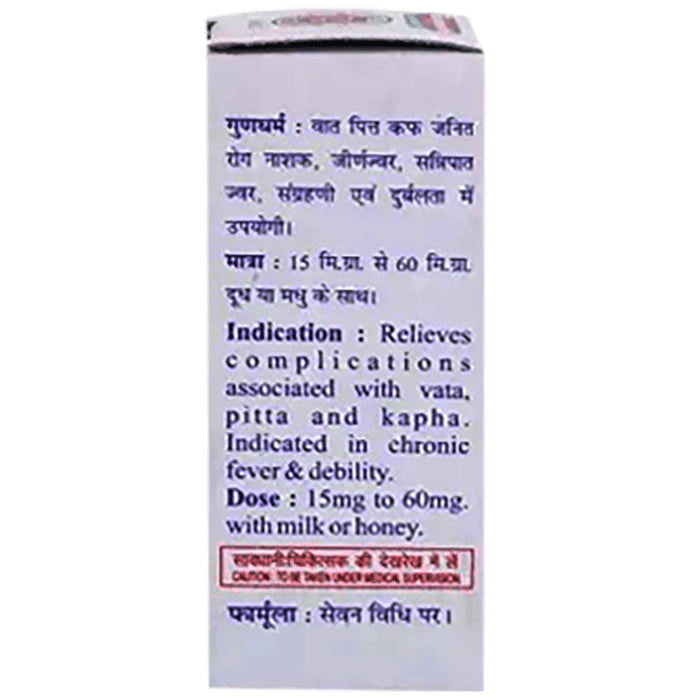 गुणधर्म : वात पित्त कफ जनित
रोग नाशक, जीर्णज्वर, सन्निपात
ज्वर, संग्रहणी एवं दुर्बलता में
उपयोगी।
मात्रा : 15 मि.ग्रा. से 60 मि.ग्रा.
दूध या मधु के साथ।
Indication : Relieves
complications
associated with vata,
pitta and kapha.
Indicated in chronic
fever & debility.
Dose : 15mg to 60mg.
with milk or honey.
सावधानी:चिकित्सक की देखरेख में लें
CAUTION : TO BE TAKEN UNDER MEDICAL SUPERVISION
फार्मूला : सेवन विधि पर।